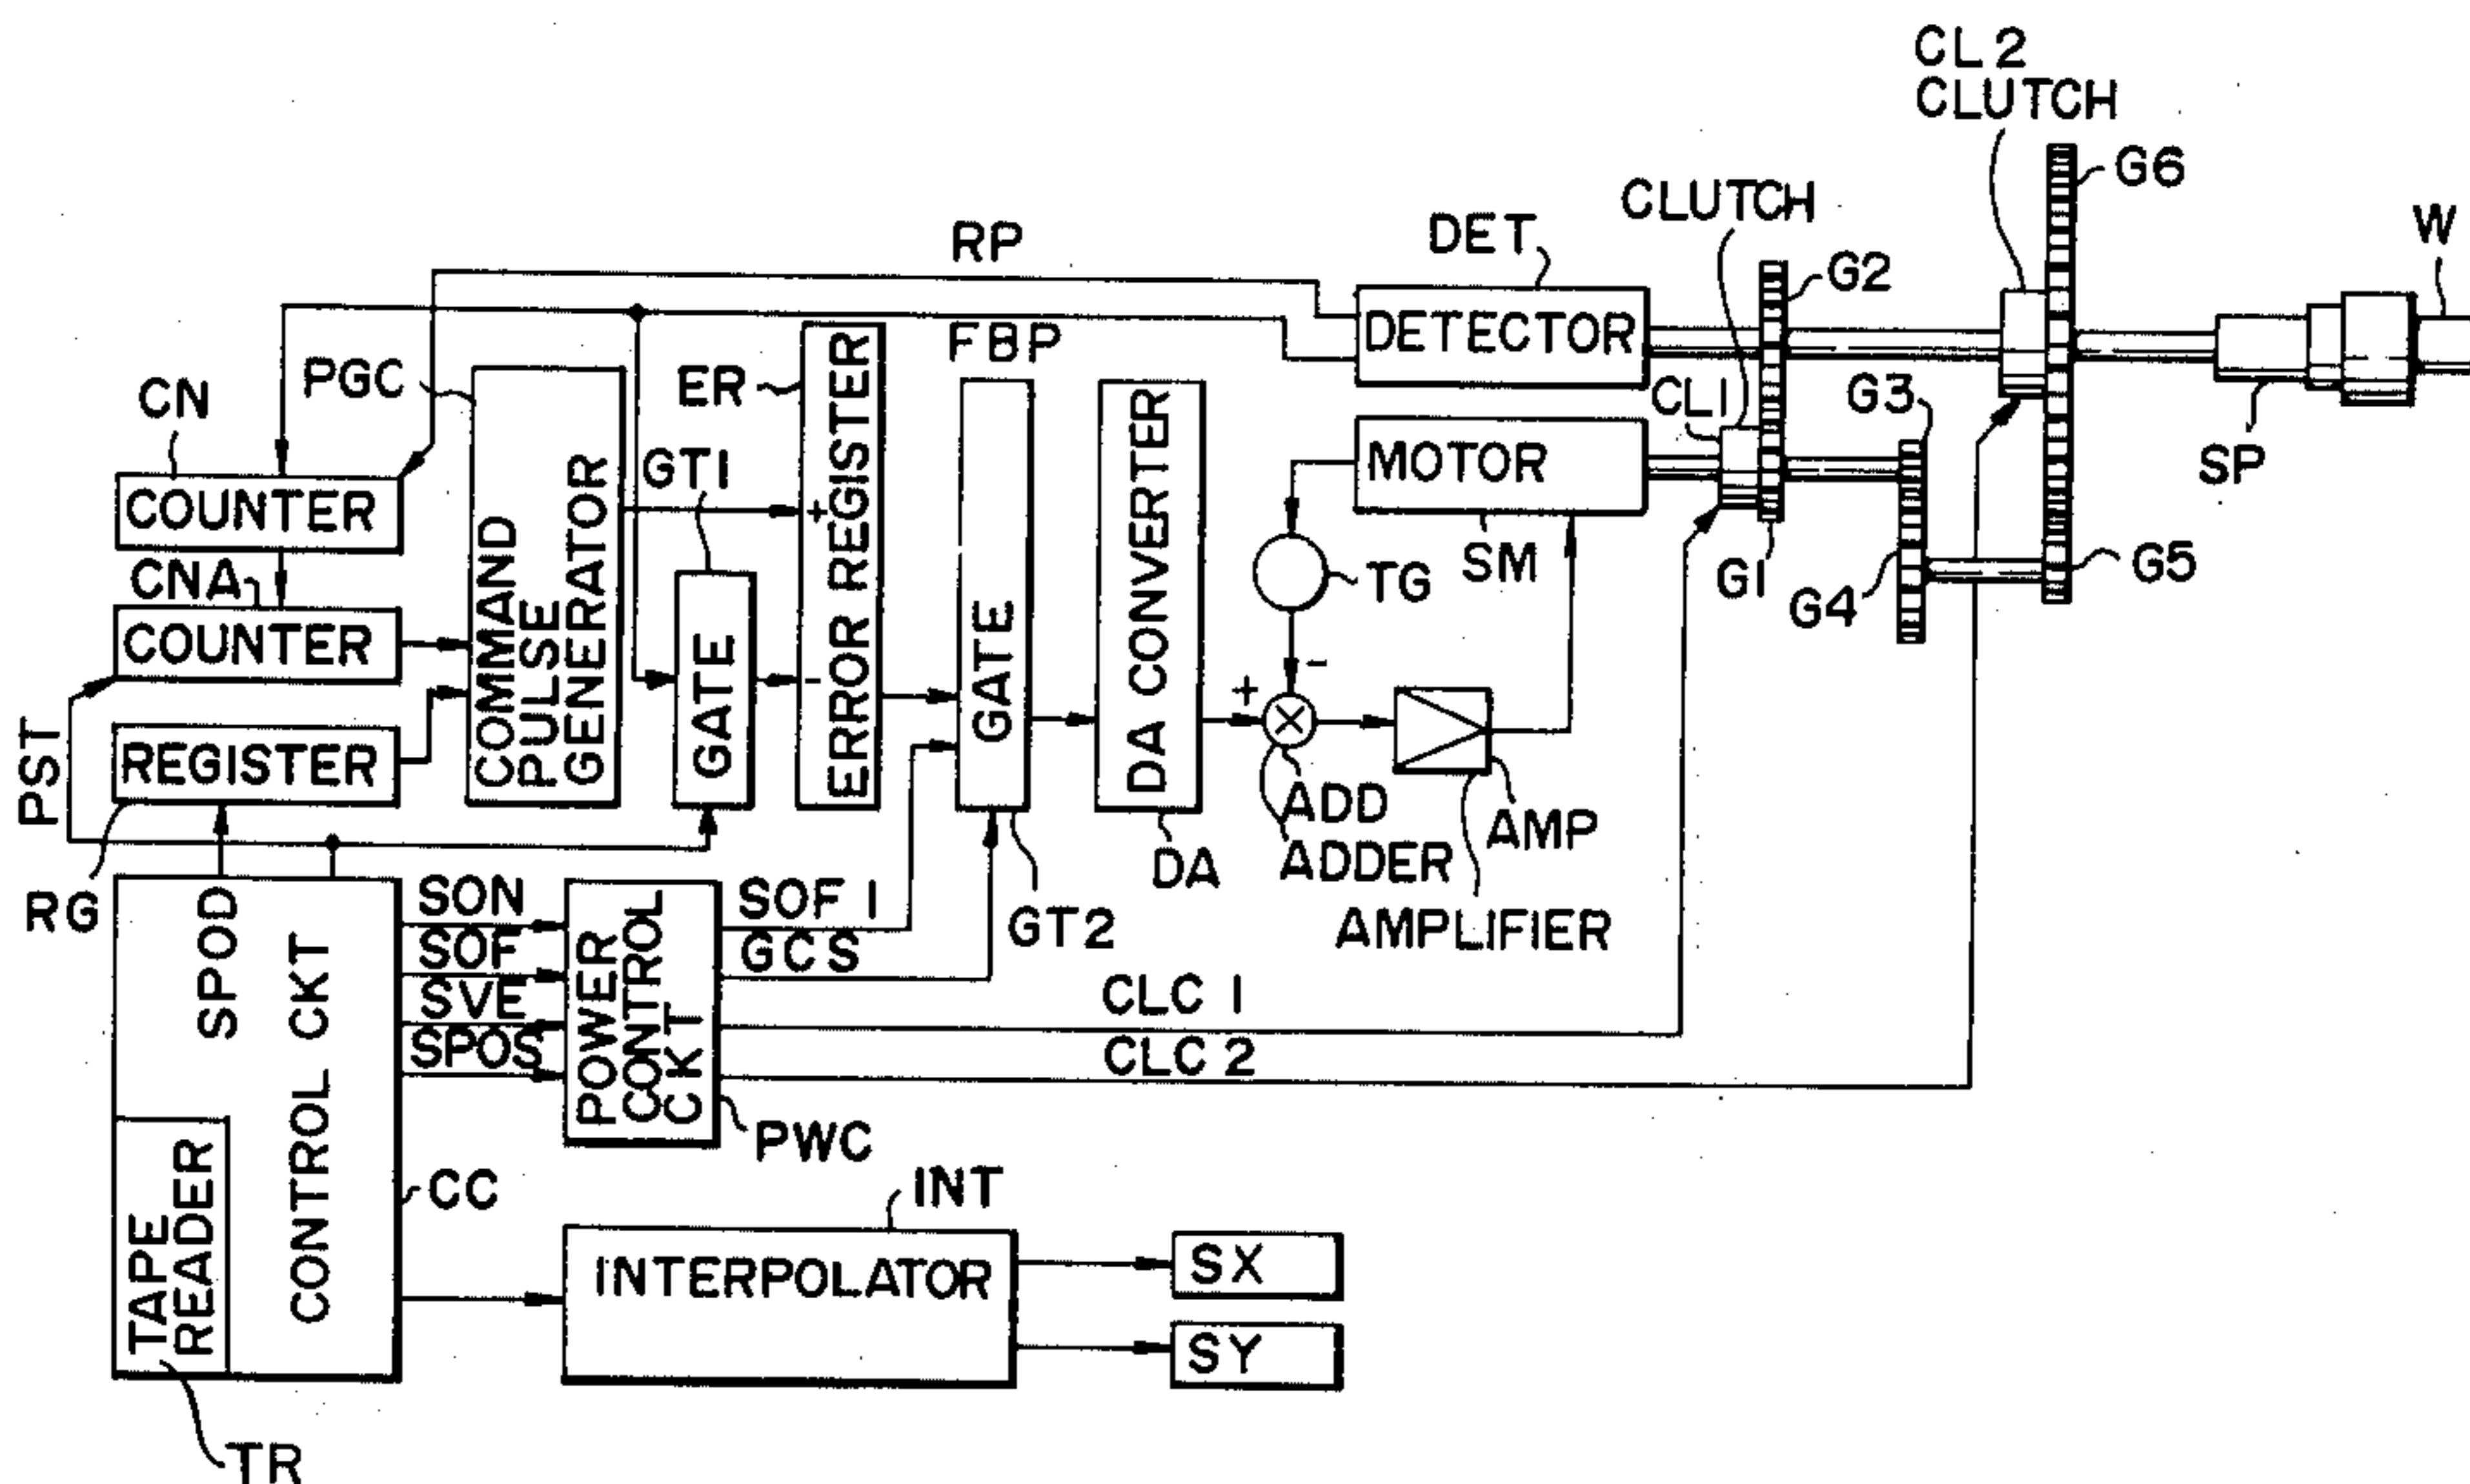 CL2
CLUTCH
G6
CLUTCH
W
DET
RP
G2
DETECTOR
FBP
PGC
ER
CN
CL1
G3
SP
GT1
MOTOR
COUNTER
COMMAND
PULSE
GENERATOR
ERROR REGISTER
GATE
DA CONVERTER
+
CNA
TG
SM
G1
G4
G5
COUNTER
GATE
-
-
+
PST
REGISTER
ADD
ADDER
AMP
DA
AMPLIFIER
RG
SPOD
CONTROL CKT
SON
SOF
SVE
SPOS
POWER
CONTROL
CKT
SOF 1
GCS
GT2
CLC 1
CLC 2
PWC
TAPE
READER
CC
INT
INTERPOLATOR
SX
SY
TR